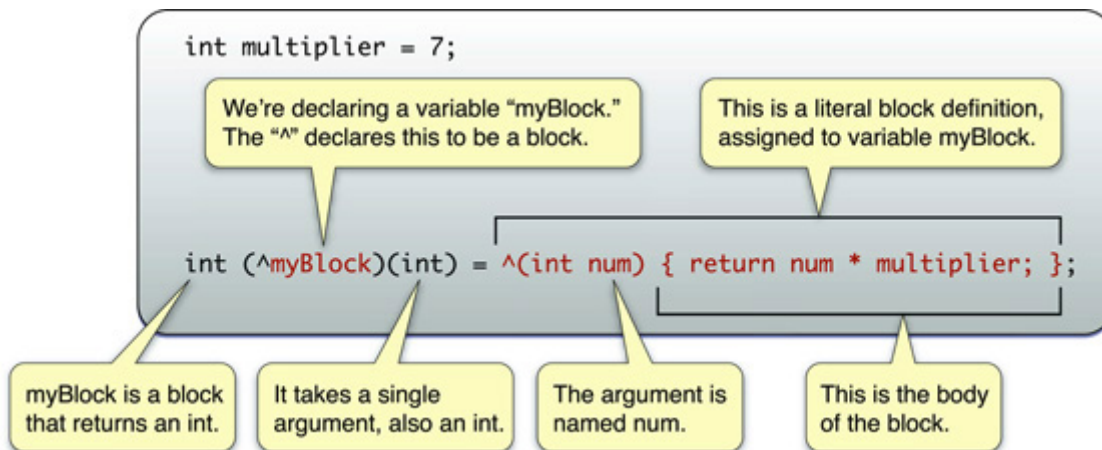 int multiplier = 7;
We’re declaring a variable “myBlock.”
The “^” declares this to be a block.
This is a literal block definition,
assigned to variable myBlock.
int (^myBlock)(int) = ^(int num) { return num * multiplier; };
myBlock is a block
that returns an int.
It takes a single
argument, also an int.
The argument is
named num.
This is the body
of the block.